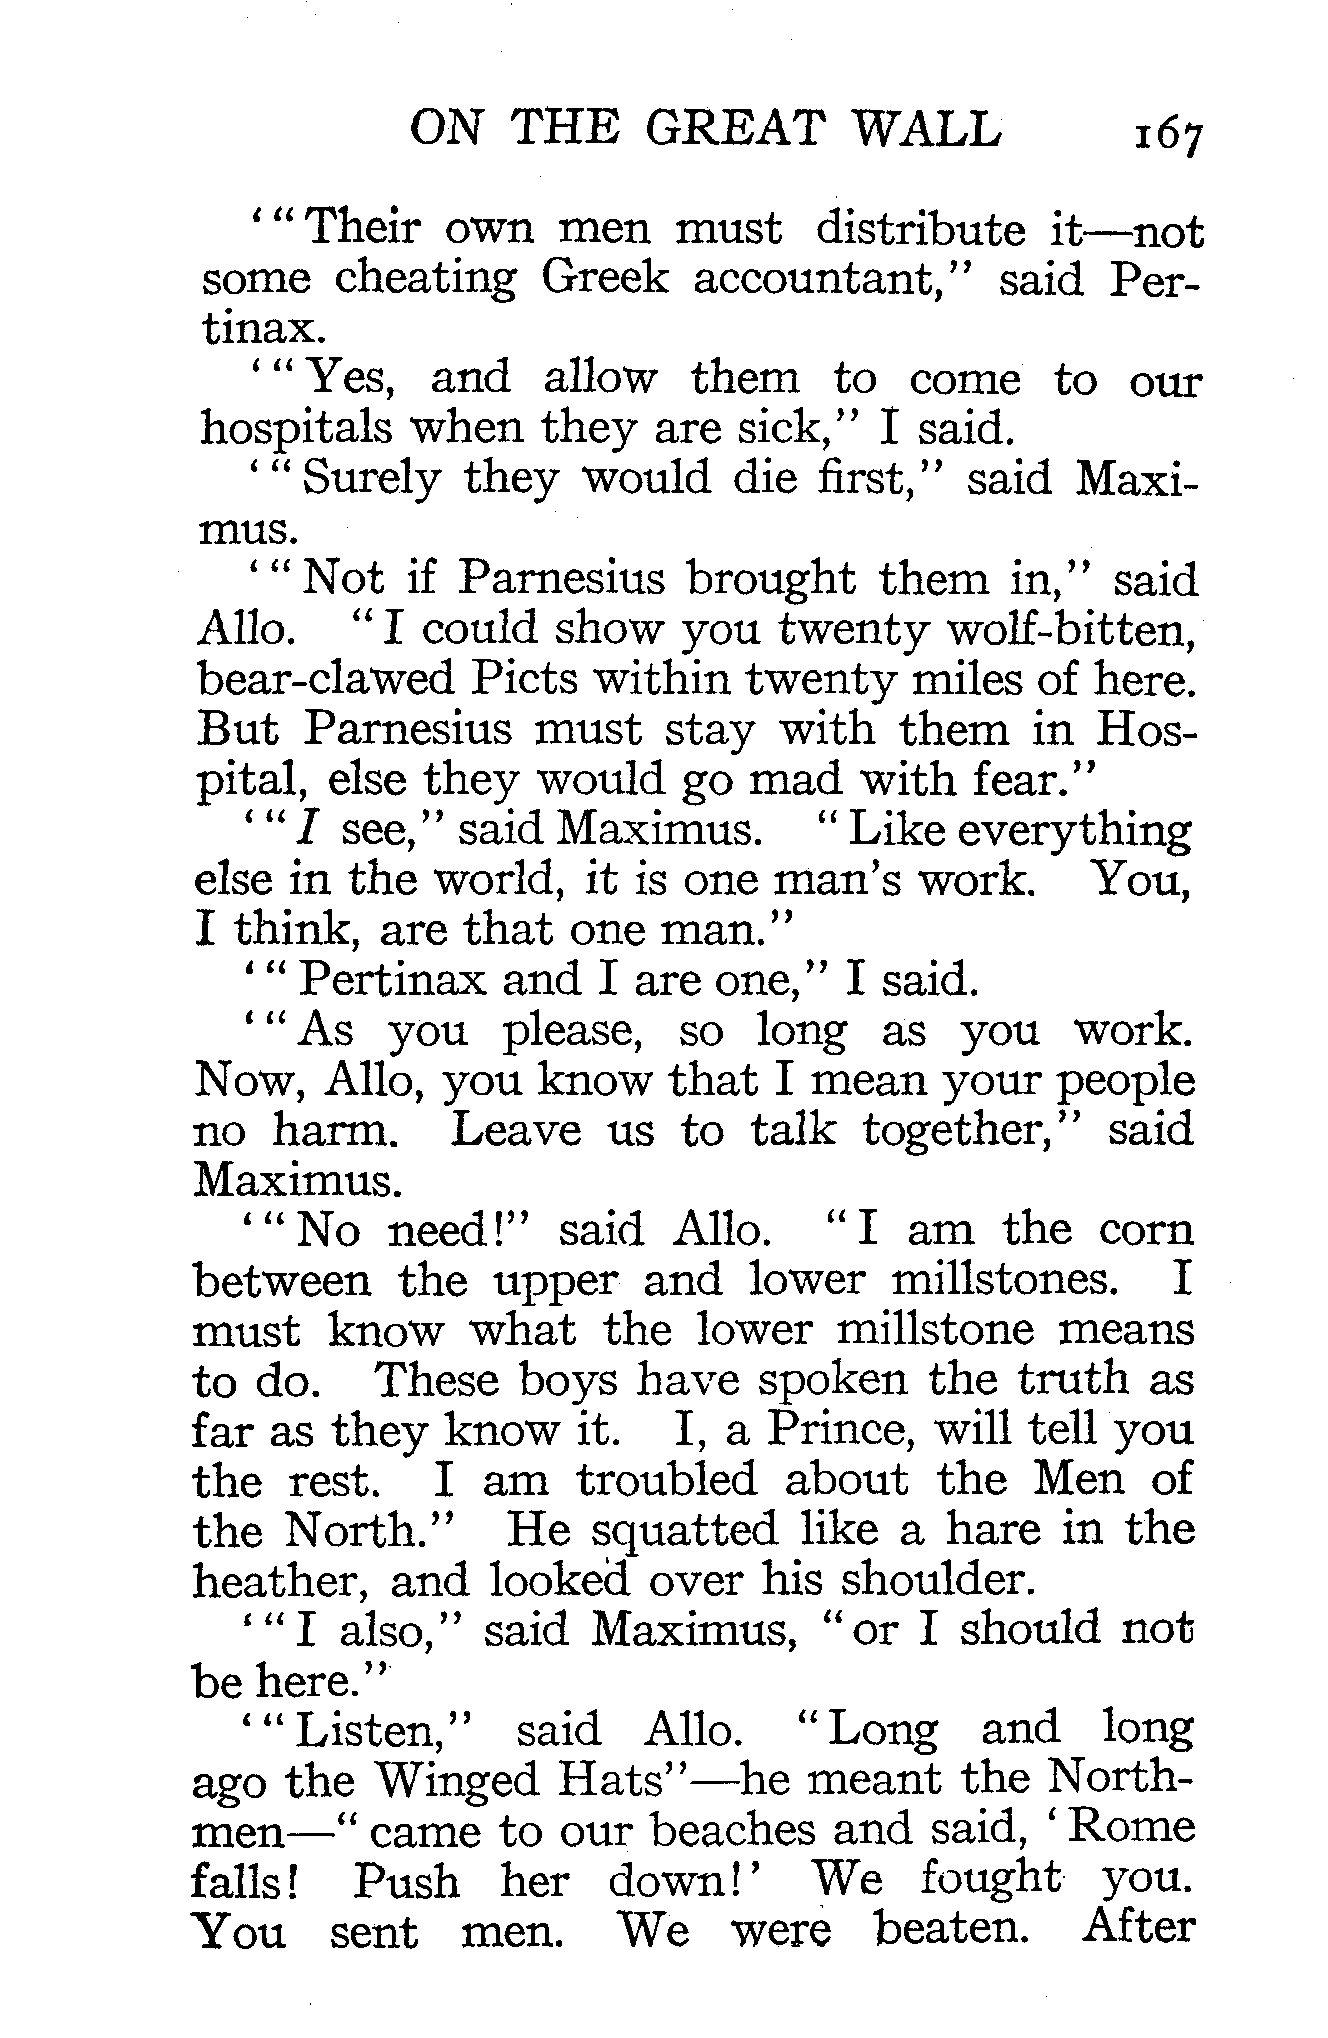 ON THE GREAT WALL 167
‘“Their own men must distribute it—not
some cheating Greek accountant,” said Per-
tinax.
‘“Yes, and allow them to come to our
hospitals when they are sick,” I said.
‘“Surely they would die first,” said Maxi-
mus.
‘“Not if Parnesius brought them in,” said
Allo. “I could show you twenty wolf-bitten,
bear-clawed Picts within twenty miles of here.
But Parnesius must stay with them in Hos-
pital, else they would go mad with fear.”
‘“I see,” said Maximus. “Like everything
else in the world, it is one man’s work. You,
I think, are that one man.”
‘“Pertinax and I are one,” I said.
‘“As you please, so long as you work.
Now, Allo, you know that I mean your people
no harm. Leave us to talk together,” said
Maximus.
‘“No need!” said Allo. “I am the corn
between the upper and lower millstones. I
must know what the lower millstone means
to do. These boys have spoken the truth as
far as they know it. I, a Prince, will tell you
the rest. I am troubled about the Men of
the North.” He squatted like a hare in the
heather, and looked over his shoulder.
‘“I also,” said Maximus, “or I should not
be here.”
‘“Listen,” said Allo. “Long and long
ago the Winged Hats”—he meant the North-
men—“came to our beaches and said, ‘Rome
falls! Push her down!’ We fought you.
You sent men. We were beaten. After